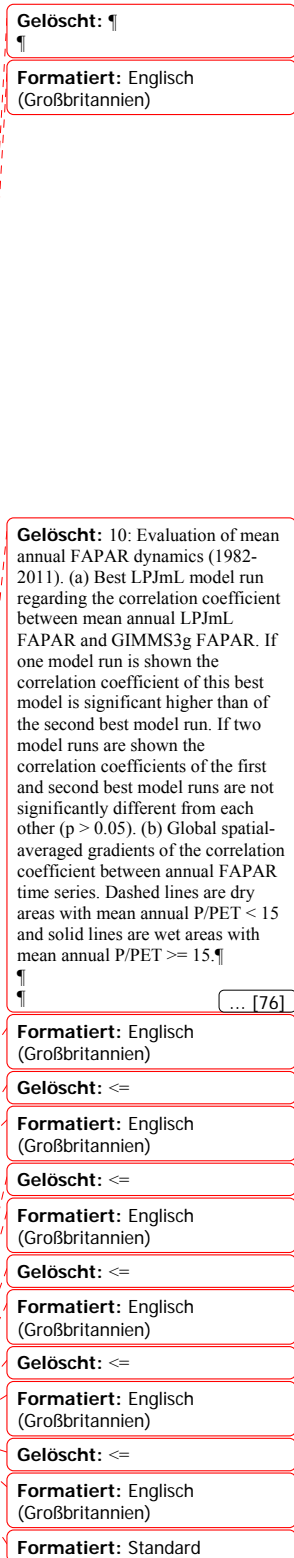 Gelöscht: ¶
¶
Formatiert: Englisch
(Großbritannien)
Gelöscht: 10: Evaluation of mean
annual FAPAR dynamics (1982-
2011). (a) Best LPJmL model run
regarding the correlation coefficient
between mean annual LPJmL
FAPAR and GIMMS3g FAPAR. If
one model run is shown the
correlation coefficient of this best
model is significant higher than of
the second best model run. If two
model runs are shown the
correlation coefficients of the first
and second best model runs are not
significantly different from each
other (p > 0.05). (b) Global spatial-
averaged gradients of the correlation
coefficient between annual FAPAR
time series. Dashed lines are dry
areas with mean annual P/PET < 15
and solid lines are wet areas with
mean annual P/PET >= 15.¶
¶
¶ ... [76]
Formatiert: Englisch
(Großbritannien)
Gelöscht: <=
Formatiert: Englisch
(Großbritannien)
Gelöscht: <=
Formatiert: Englisch
(Großbritannien)
Gelöscht: <=
Formatiert: Englisch
(Großbritannien)
Gelöscht: <=
Formatiert: Englisch
(Großbritannien)
Gelöscht: <=
Formatiert: Englisch
(Großbritannien)
Formatiert: Standard